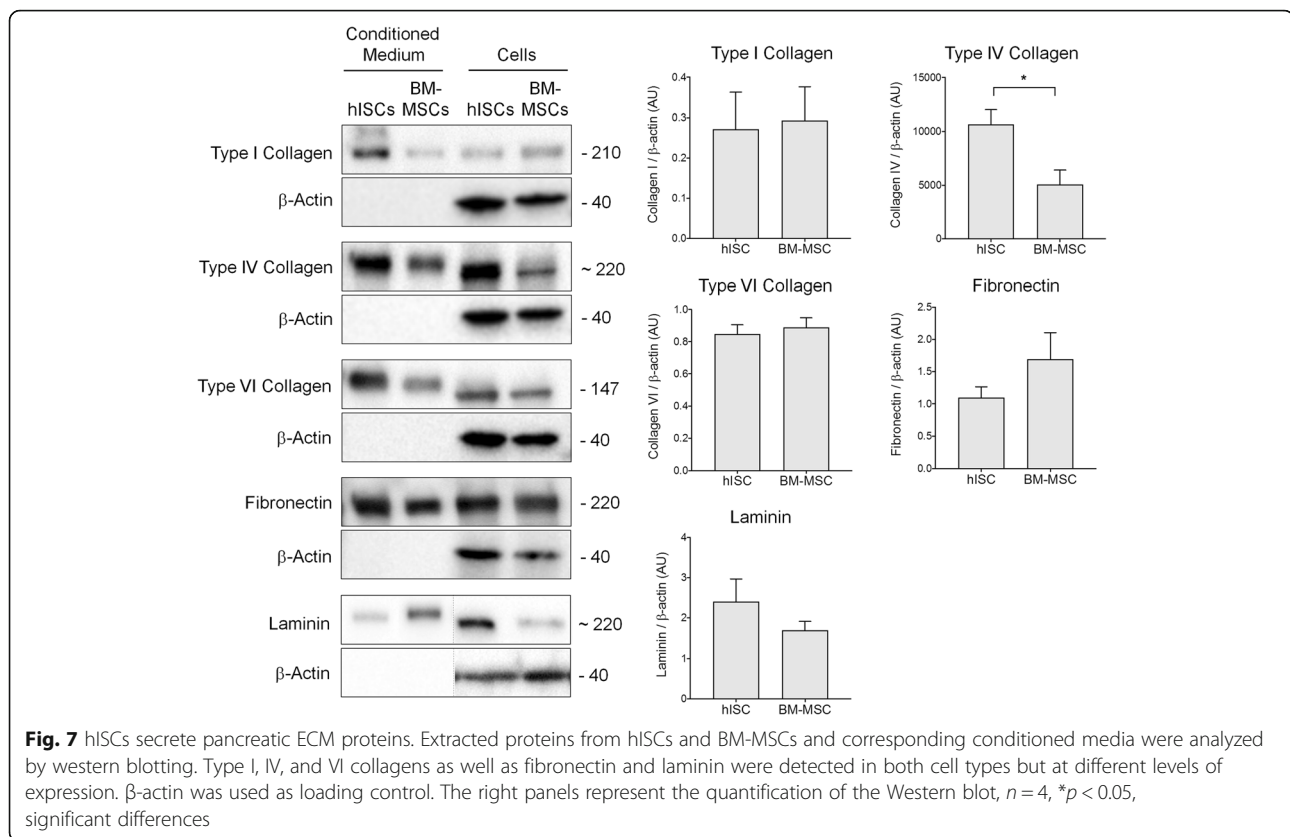 Conditioned
Medium
Cells
hISCs
BM-
MSCs
hISCs
BM-
MSCs
Type I Collagen
- 210
β-Actin
- 40
Type IV Collagen
~ 220
β-Actin
- 40
Type VI Collagen
- 147
β-Actin
- 40
Fibronectin
- 220
β-Actin
- 40
Laminin
~ 220
β-Actin
- 40
Type I Collagen
Collagen I / β-actin (AU)
0.4
0.3
0.2
0.1
0.0
hISC
BM-MSC
Type IV Collagen
Collagen IV / β-actin (AU)
15000
10000
5000
0
*
hISC
BM-MSC
Type VI Collagen
Collagen VI / β-actin (AU)
1.0
0.8
0.6
0.4
0.2
0.0
hISC
BM-MSC
Fibronectin
Fibronectin / β-actin (AU)
2.5
2.0
1.5
1.0
0.5
0.0
hISC
BM-MSC
Laminin
Laminin / β-actin (AU)
4
3
2
1
0
hISC
BM-MSC
Fig. 7 hISCs secrete pancreatic ECM proteins. Extracted proteins from hISCs and BM-MSCs and corresponding conditioned media were analyzed
by western blotting. Type I, IV, and VI collagens as well as fibronectin and laminin were detected in both cell types but at different levels of
expression. β-actin was used as loading control. The right panels represent the quantification of the Western blot, n = 4, *p < 0.05,
significant differences